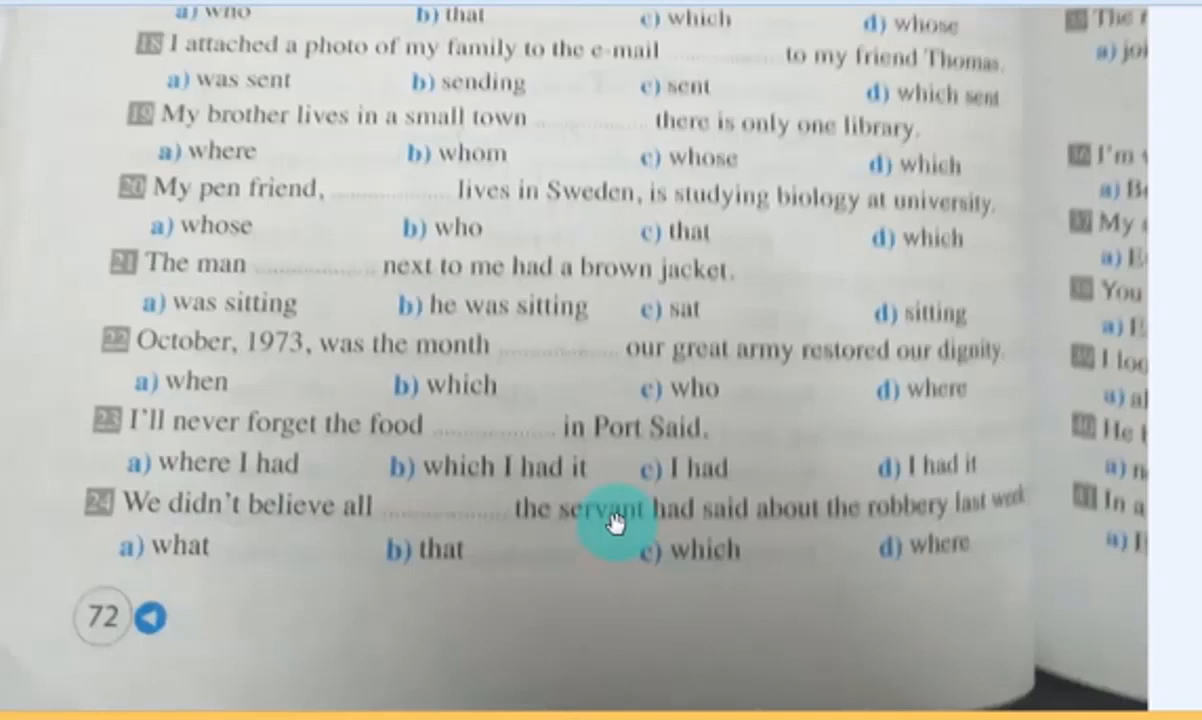 a) who b) that c) which d) whose
18 I attached a photo of my family to the e-mail ............... to my friend Thomas.
a) was sent b) sending c) sent d) which sent
19 My brother lives in a small town ............... there is only one library.
a) where b) whom c) whose d) which
20 My pen friend, ............... lives in Sweden, is studying biology at university.
a) whose b) who c) that d) which
21 The man ............... next to me had a brown jacket.
a) was sitting b) he was sitting c) sat d) sitting
22 October, 1973, was the month ............... our great army restored our dignity.
a) when b) which c) who d) where
23 I'll never forget the food ............... in Port Said.
a) where I had b) which I had it c) I had d) I had it
24 We didn't believe all ............... the servant had said about the robbery last week
a) what b) that c) which d) where
72
The
a) joi
I'm
a) B
My
a) E
You
a)
I loo
a) al
He
a) n
In a
a)